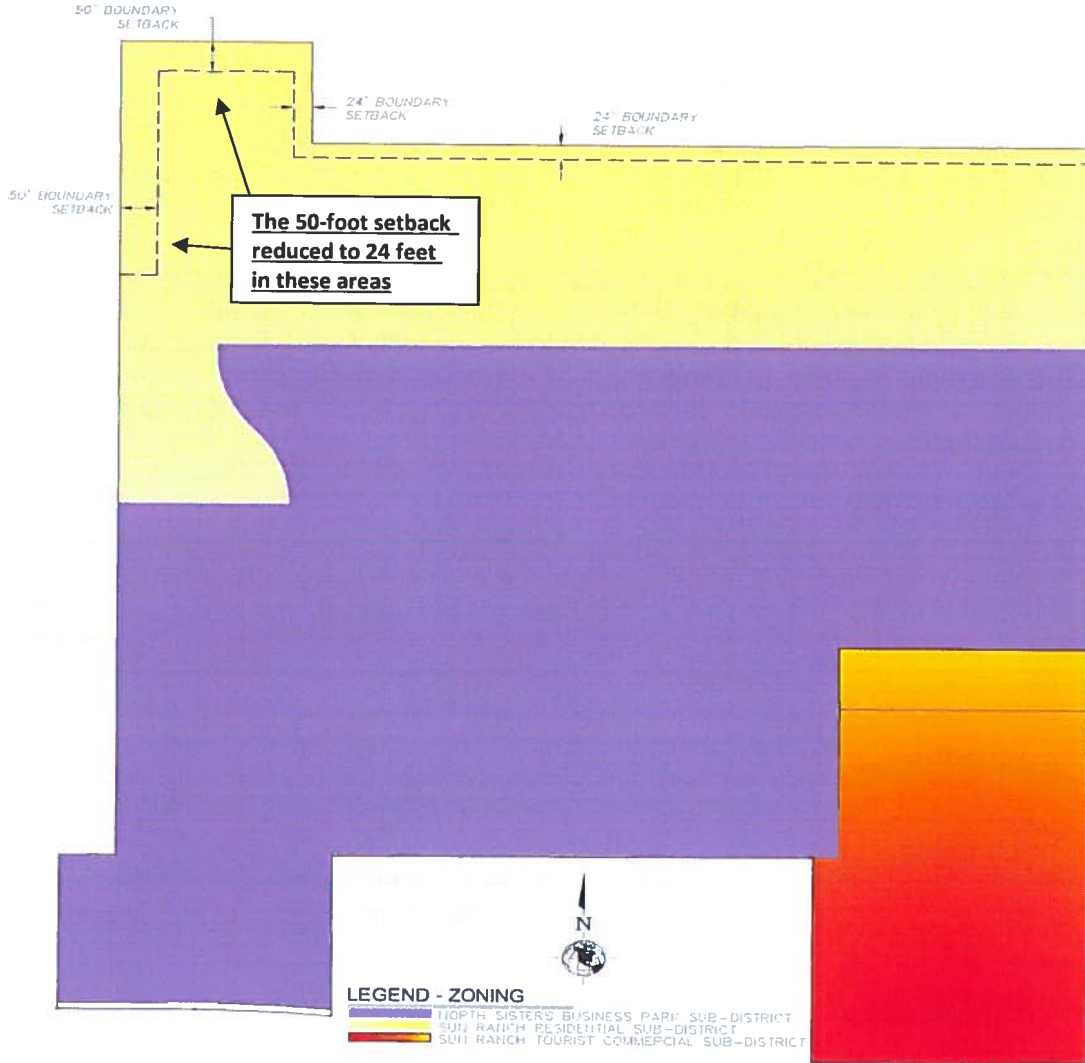 50' BOUNDARY
SETBACK
24' BOUNDARY
SETBACK
24' BOUNDARY
SETBACK
50' BOUNDARY
SETBACK
The 50-foot setback
reduced to 24 feet
in these areas
N
LEGEND - ZONING
NORTH SISTERS BUSINESS PARK SUB-DISTRICT
SUN RANCH RESIDENTIAL SUB-DISTRICT
SUN RANCH TOURIST COMMERCIAL SUB-DISTRICT